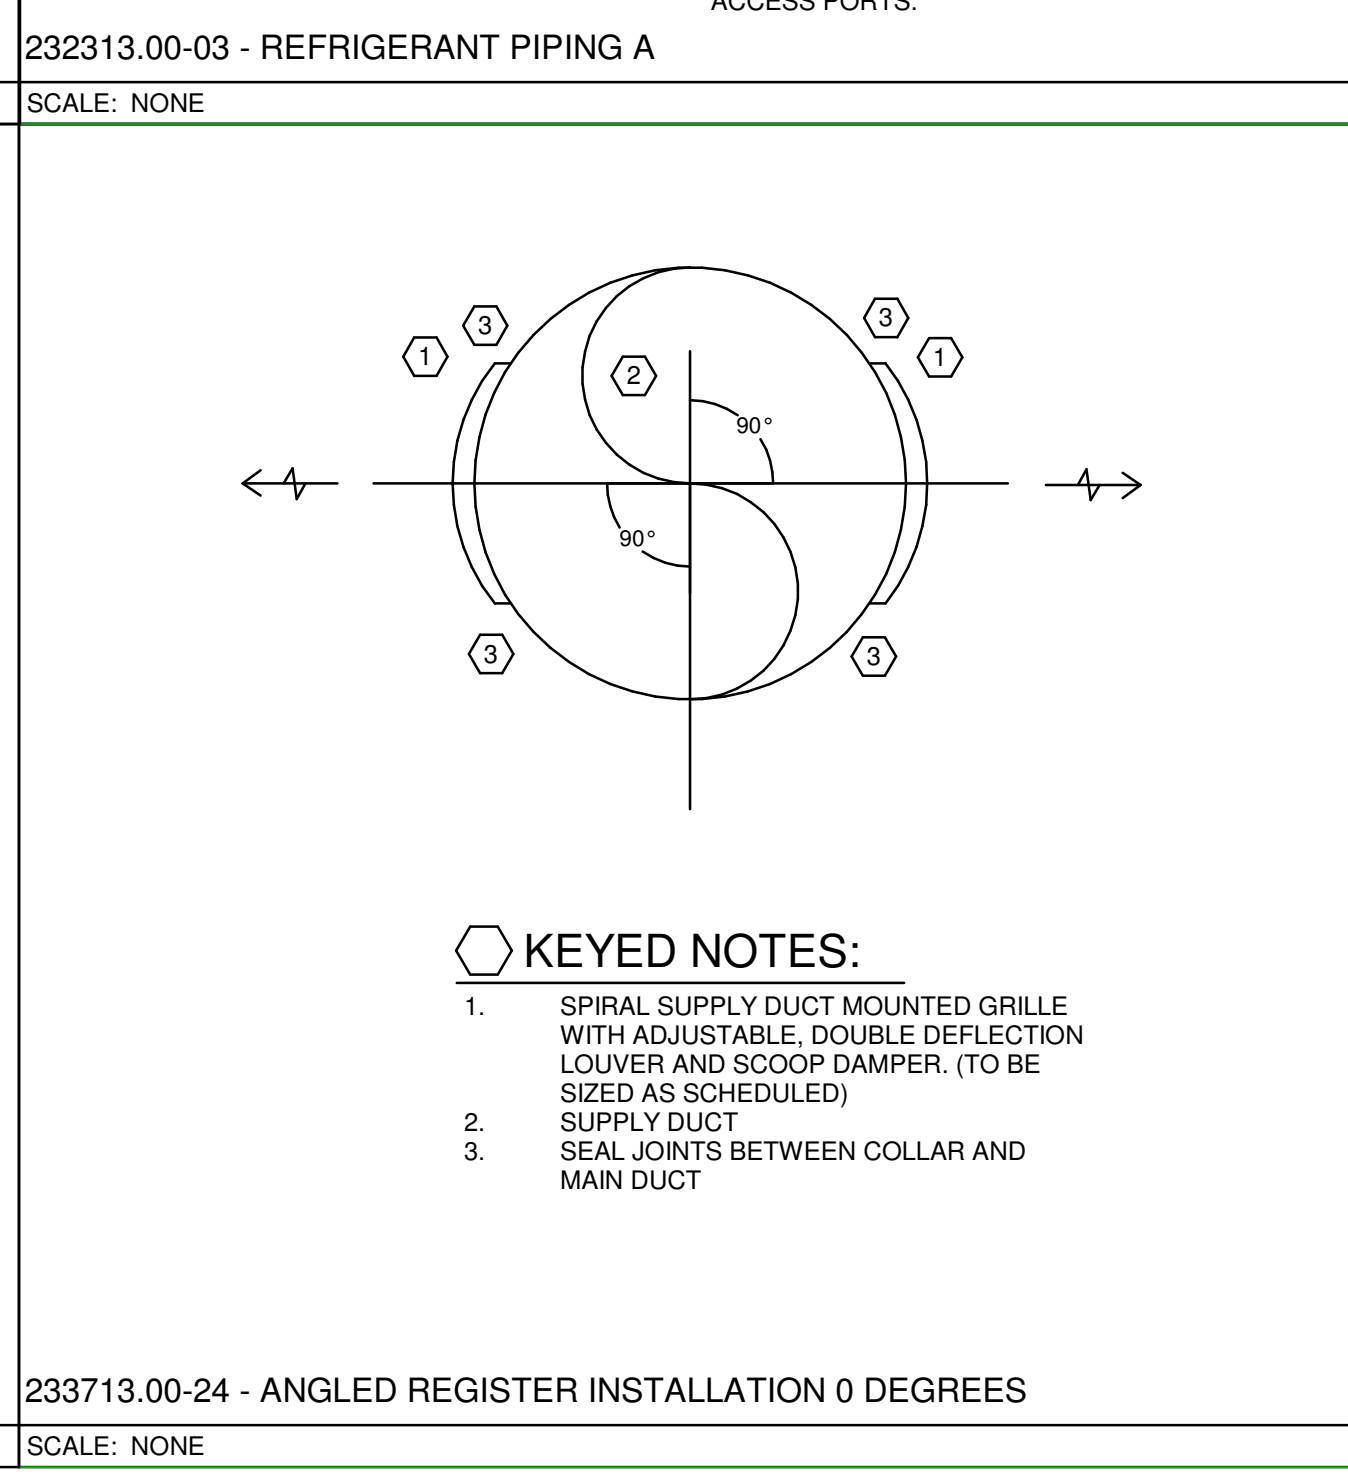 ACCESS PORTS.
232313.00-03 - REFRIGERANT PIPING A
SCALE: NONE
3
1
3
1
2
90°
90°
3
3
KEYED NOTES:
1. SPIRAL SUPPLY DUCT MOUNTED GRILLE
WITH ADJUSTABLE, DOUBLE DEFLECTION
LOUVER AND SCOOP DAMPER. (TO BE
SIZED AS SCHEDULED)
2. SUPPLY DUCT
3. SEAL JOINTS BETWEEN COLLAR AND
MAIN DUCT
233713.00-24 - ANGLED REGISTER INSTALLATION 0 DEGREES
SCALE: NONE